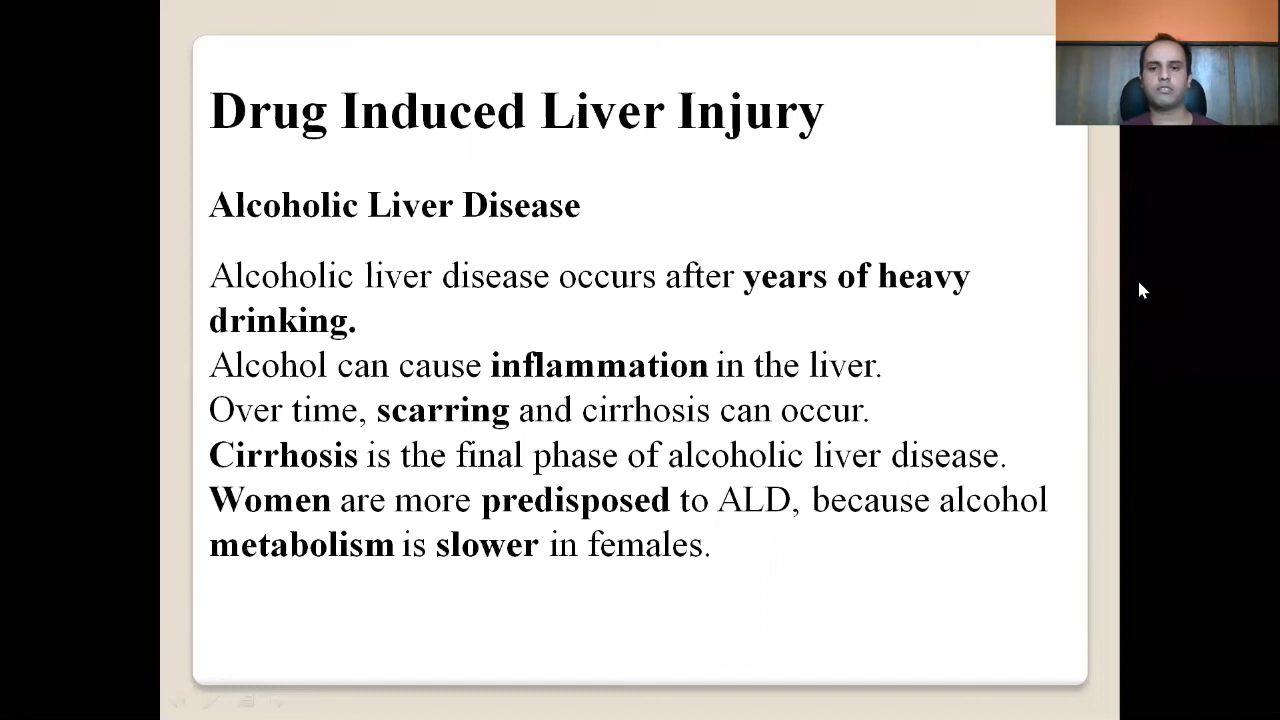 Drug Induced Liver Injury
Alcoholic Liver Disease
Alcoholic liver disease occurs after years of heavy
drinking.
Alcohol can cause inflammation in the liver.
Over time, scarring and cirrhosis can occur.
Cirrhosis is the final phase of alcoholic liver disease.
Women are more predisposed to ALD, because alcohol
metabolism is slower in females.